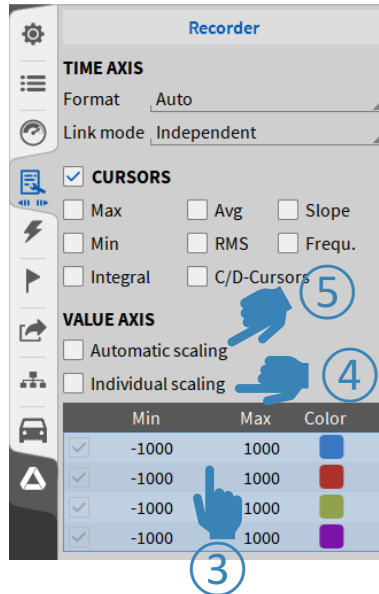 Recorder
TIME AXIS
Format Auto
Link mode Independent
CURSORS
Max Avg Slope
Min RMS Frequ.
Integral C/D-Cursors
5
VALUE AXIS
Automatic scaling
4
Individual scaling
Min Max Color
-1000 1000
-1000 1000
-1000 1000
-1000 1000
3